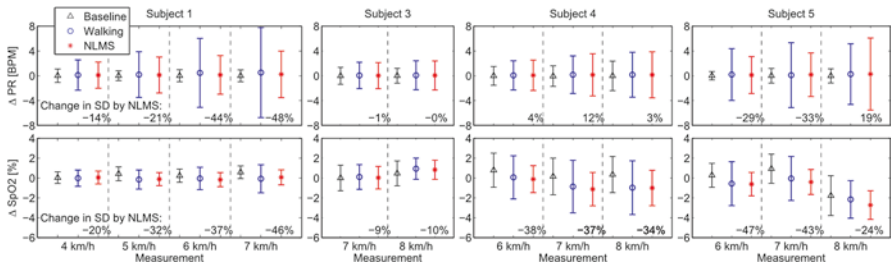 Subject 1 Subject 3 Subject 4 Subject 5
Baseline
Walking
NLMS
Δ PR [BPM]
8
4
0
−4
−8
Change in SD by NLMS:
−14% −21% −44% −48% −1% −0% 4% 12% 3% −29% −33% 19%
Δ SpO2 [%]
4
2
0
−2
−4
−6
Change in SD by NLMS:
−20% −32% −37% −46% −9% −10% −38% −37% −34% −47% −43% −24%
4 km/h 5 km/h 6 km/h 7 km/h 7 km/h 8 km/h 6 km/h 7 km/h 8 km/h 6 km/h 7 km/h 8 km/h
Measurement Measurement Measurement Measurement